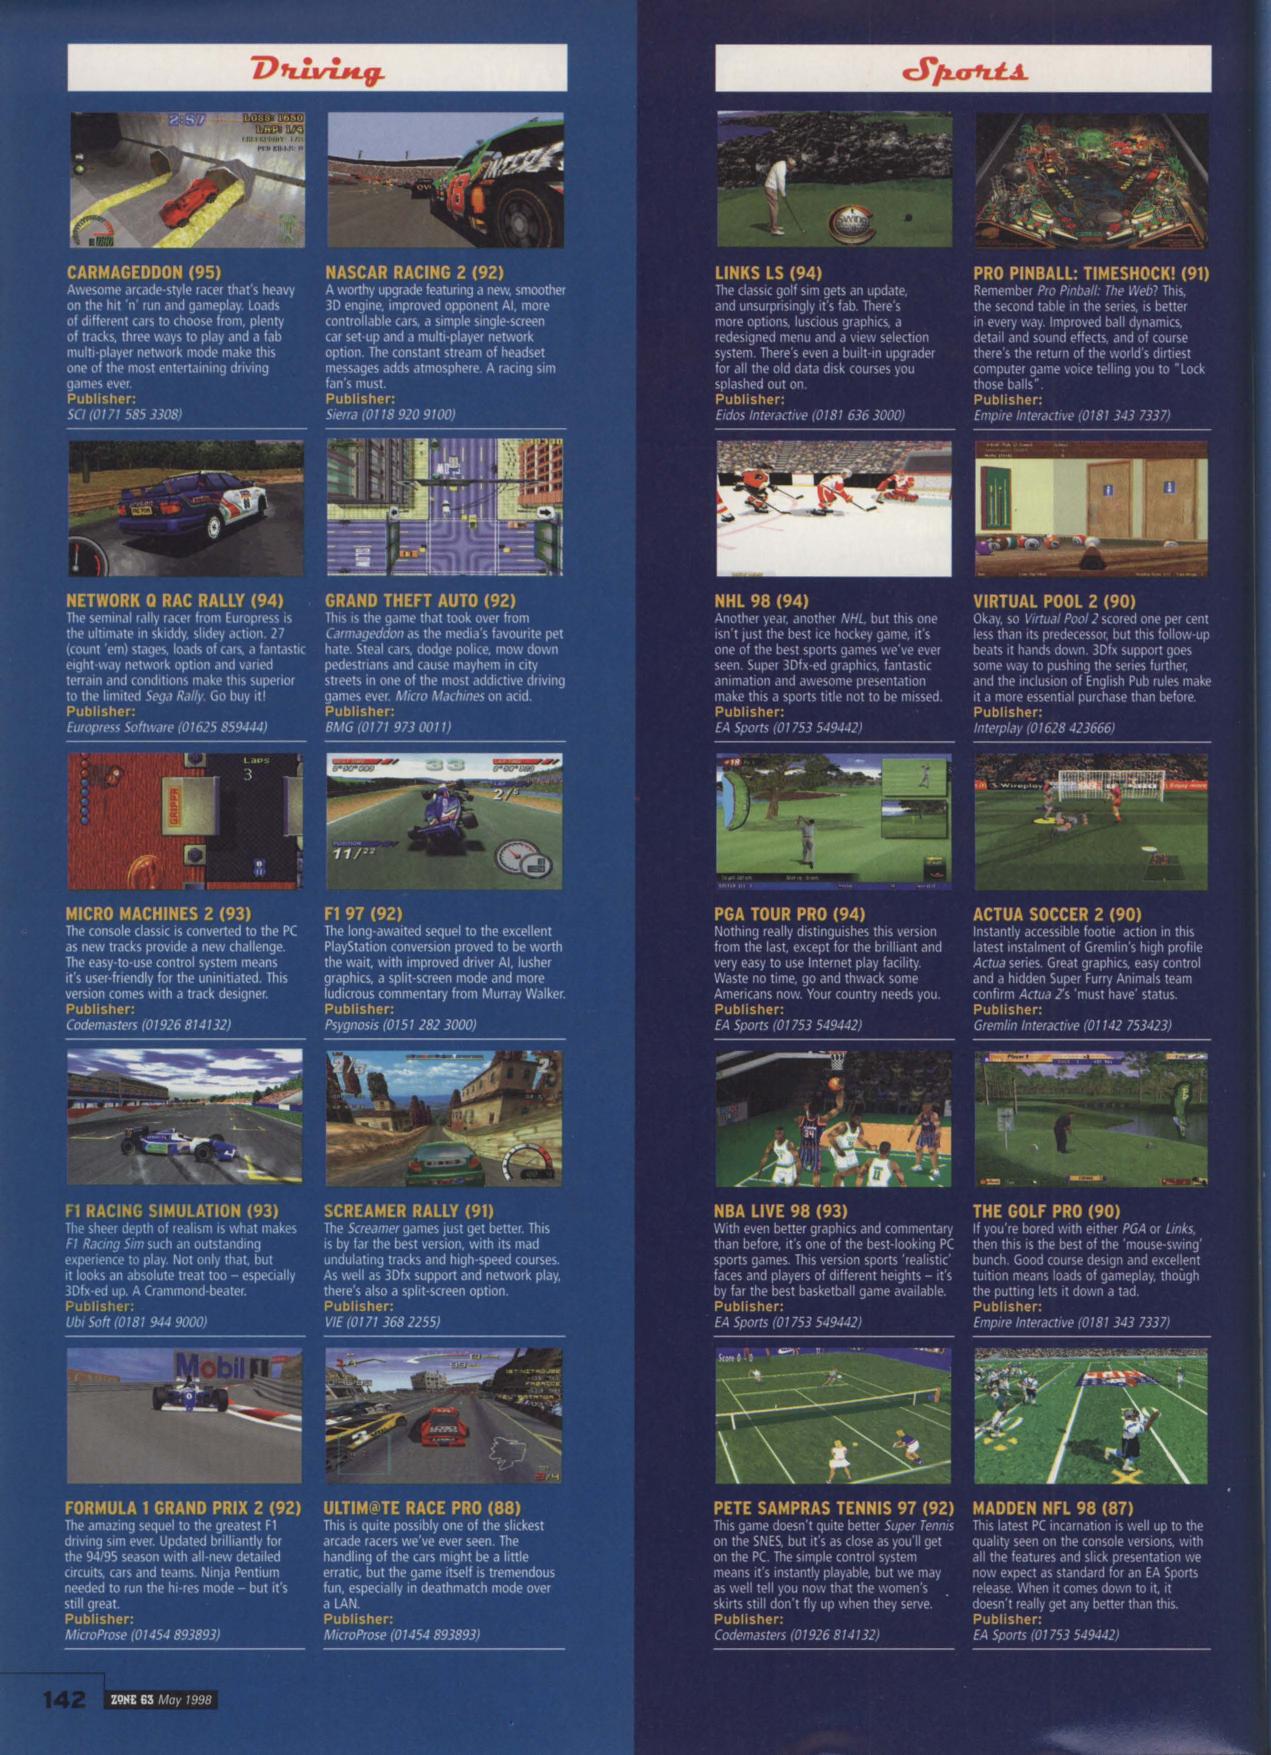 Driving
CARMAGEDDON (95)
Awesome arcade-style racer that's heavy
on the hit 'n' run and gameplay. Loads
of different cars to choose from, plenty
of tracks, three ways to play and a fab
multi-player network mode make this
one of the most entertaining driving
games ever.
Publisher:
SCI (0171 585 3308)
NASCAR RACING 2 (92)
A worthy upgrade featuring a new, smoother
3D engine, improved opponent AI, more
controllable cars, a simple single-screen
car set-up and a multi-player network
option. The constant stream of headset
messages adds atmosphere. A racing sim
fan's must.
Publisher:
Sierra (0118 920 9100)
NETWORK Q RAC RALLY (94)
The seminal rally racer from Europress is
the ultimate in skiddy, slidey action. 27
(count 'em) stages, loads of cars, a fantastic
eight-way network option and varied
terrain and conditions make this superior
to the limited Sega Rally. Go buy it!
Publisher:
Europress Software (01625 859444)
GRAND THEFT AUTO (92)
This is the game that took over from
Carmageddon as the media's favourite pet
hate. Steal cars, dodge police, mow down
pedestrians and cause mayhem in city
streets in one of the most addictive driving
games ever. Micro Machines on acid.
Publisher:
BMG (0171 973 0011)
Laps
3
MICRO MACHINES 2 (93)
The console classic is converted to the PC
as new tracks provide a new challenge.
The easy-to-use control system means
it's user-friendly for the uninitiated. This
version comes with a track designer.
Publisher:
Codemasters (01926 814132)
33
11/22
F1 97 (92)
The long-awaited sequel to the excellent
PlayStation conversion proved to be worth
the wait, with improved driver AI, lusher
graphics, a split-screen mode and more
ludicrous commentary from Murray Walker.
Publisher:
Psygnosis (0151 282 3000)
F1 RACING SIMULATION (93)
The sheer depth of realism is what makes
F1 Racing Sim such an outstanding
experience to play. Not only that, but
it looks an absolute treat too – especially
3Dfx-ed up. A Crammond-beater.
Publisher:
Ubi Soft (0181 944 9000)
SCREAMER RALLY (91)
The Screamer games just get better. This
is by far the best version, with its mad
undulating tracks and high-speed courses.
As well as 3Dfx support and network play,
there's also a split-screen option.
Publisher:
VIE (0171 368 2255)
Mobil 1
FORMULA 1 GRAND PRIX 2 (92)
The amazing sequel to the greatest F1
driving sim ever. Updated brilliantly for
the 94/95 season with all-new detailed
circuits, cars and teams. Ninja Pentium
needed to run the hi-res mode – but it's
still great.
Publisher:
MicroProse (01454 893893)
ULTIM@TE RACE PRO (88)
This is quite possibly one of the slickest
arcade racers we've ever seen. The
handling of the cars might be a little
erratic, but the game itself is tremendous
fun, especially in deathmatch mode over
a LAN.
Publisher:
MicroProse (01454 893893)
Sports
LINKS LS (94)
The classic golf sim gets an update,
and unsurprisingly it's fab. There's
more options, luscious graphics, a
redesigned menu and a view selection
system. There's even a built-in upgrader
for all the old data disk courses you
splashed out on.
Publisher:
Eidos Interactive (0181 636 3000)
PRO PINBALL: TIMESHOCK! (91)
Remember Pro Pinball: The Web? This,
the second table in the series, is better
in every way. Improved ball dynamics,
detail and sound effects, and of course
there's the return of the world's dirtiest
computer game voice telling you to "Lock
those balls".
Publisher:
Empire Interactive (0181 343 7337)
NHL 98 (94)
Another year, another NHL, but this one
isn't just the best ice hockey game, it's
one of the best sports games we've ever
seen. Super 3Dfx-ed graphics, fantastic
animation and awesome presentation
make this a sports title not to be missed.
Publisher:
EA Sports (01753 549442)
VIRTUAL POOL 2 (90)
Okay, so Virtual Pool 2 scored one per cent
less than its predecessor, but this follow-up
beats it hands down. 3Dfx support goes
some way to pushing the series further,
and the inclusion of English Pub rules make
it a more essential purchase than before.
Publisher:
Interplay (01628 423666)
PGA TOUR PRO (94)
Nothing really distinguishes this version
from the last, except for the brilliant and
very easy to use Internet play facility.
Waste no time, go and thwack some
Americans now. Your country needs you.
Publisher:
EA Sports (01753 549442)
Wireplay
ACTUA SOCCER 2 (90)
Instantly accessible footie action in this
latest instalment of Gremlin's high profile
Actua series. Great graphics, easy control
and a hidden Super Furry Animals team
confirm Actua 2's 'must have' status.
Publisher:
Gremlin Interactive (01142 753423)
NBA LIVE 98 (93)
With even better graphics and commentary
than before, it's one of the best-looking PC
sports games. This version sports 'realistic'
faces and players of different heights – it's
by far the best basketball game available.
Publisher:
EA Sports (01753 549442)
THE GOLF PRO (90)
If you're bored with either PGA or Links,
then this is the best of the 'mouse-swing'
bunch. Good course design and excellent
tuition means loads of gameplay, though
the putting lets it down a tad.
Publisher:
Empire Interactive (0181 343 7337)
Score 0 - 0
PETE SAMPRAS TENNIS 97 (92)
This game doesn't quite better Super Tennis
on the SNES, but it's as close as you'll get
on the PC. The simple control system
means it's instantly playable, but we may
as well tell you now that the women's
skirts still don't fly up when they serve.
Publisher:
Codemasters (01926 814132)
MADDEN NFL 98 (87)
This latest PC incarnation is well up to the
quality seen on the console versions, with
all the features and slick presentation we
now expect as standard for an EA Sports
release. When it comes down to it, it
doesn't really get any better than this.
Publisher:
EA Sports (01753 549442)
142 ZONE 63 May 1998